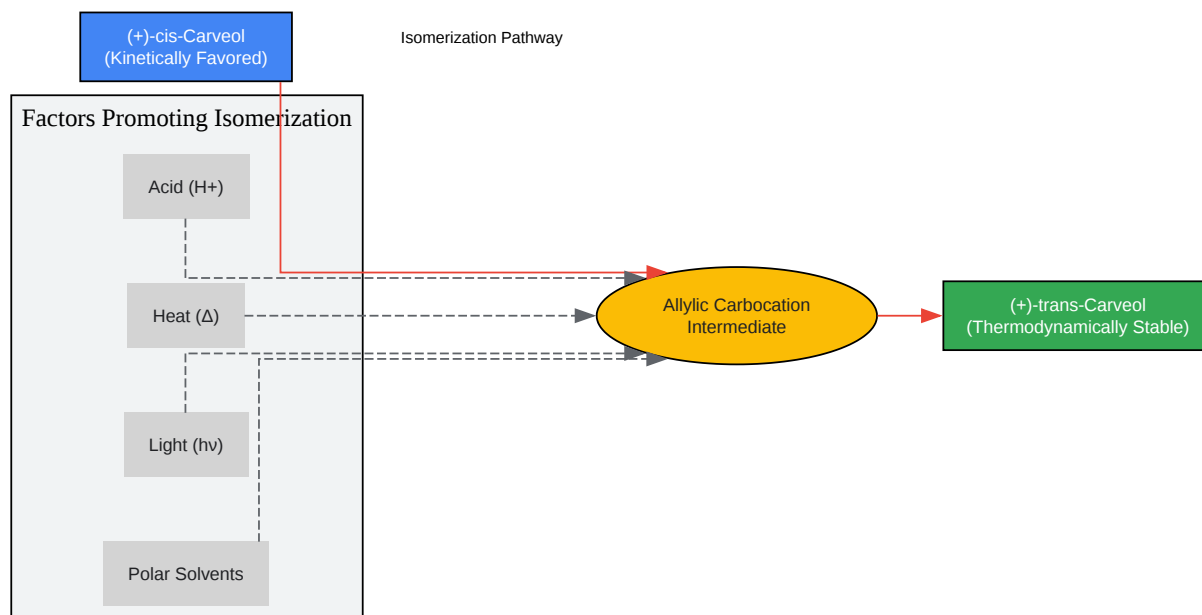 (+)-cis-Carveol
(Kinetically Favored)
Isomerization Pathway
Factors Promoting Isomerization
Acid (H+)
Heat (Δ)
Light (hν)
Polar Solvents
Allylic Carbocation
Intermediate
(+)-trans-Carveol
(Thermodynamically Stable)